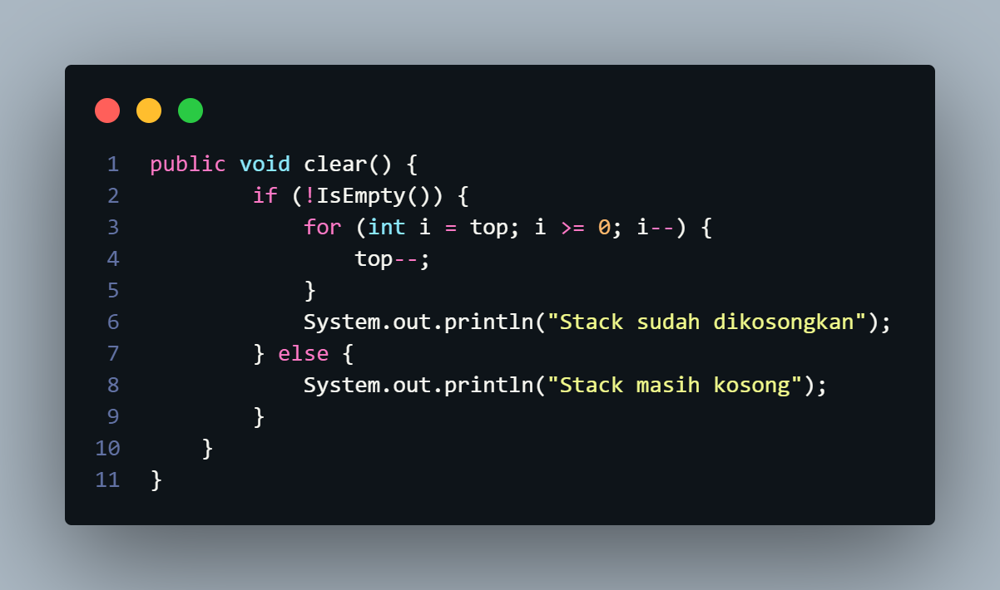 1 public void clear() {
2         if (!IsEmpty()) {
3             for (int i = top; i >= 0; i--) {
4                 top--;
5             }
6             System.out.println("Stack sudah dikosongkan");
7         } else {
8             System.out.println("Stack masih kosong");
9         }
10     }
11 }